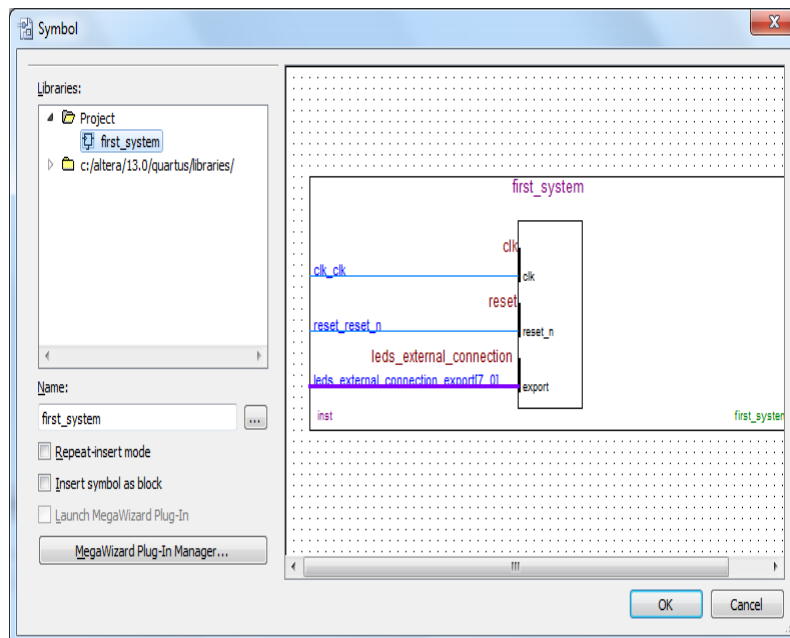 Symbol
Libraries:
Project
first_system
c:/altera/13.0/quartus/libraries/
Name:
first_system
...
Repeat-insert mode
Insert symbol as block
Launch MegaWizard Plug-In
MegaWizard Plug-In Manager...
first_system
clk
clk_clk
clk
reset
reset_reset_n
reset_n
leds_external_connection
leds_external_connection_export[7..0]
export
inst
first_system
OK
Cancel